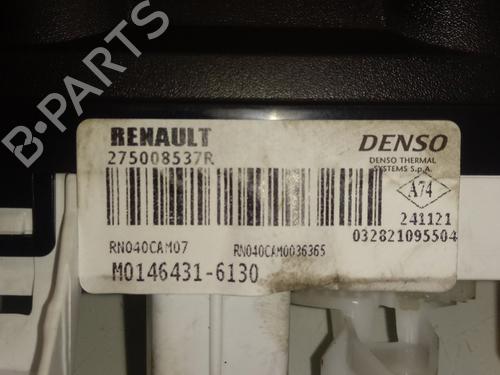 B-PARTS
RENAULT
275008537R
DENSO
DENSO THERMAL
SYSTEMS S.p.A.
A74
241121
032821095504
RN040CAM07
RN040CAM0036365
M0146431-6130